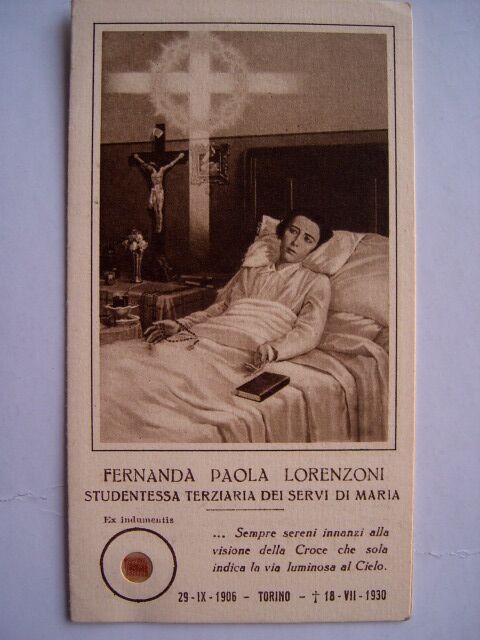 FERNANDA PAOLA LORENZONI
STUDENTESSA TERZIARIA DEI SERVI DI MARIA
Ex indumentis
... Sempre sereni innanzi alla
visione della Croce che sola
indica la via luminosa al Cielo.
29-IX-1906 - TORINO - † 18-VII-1930